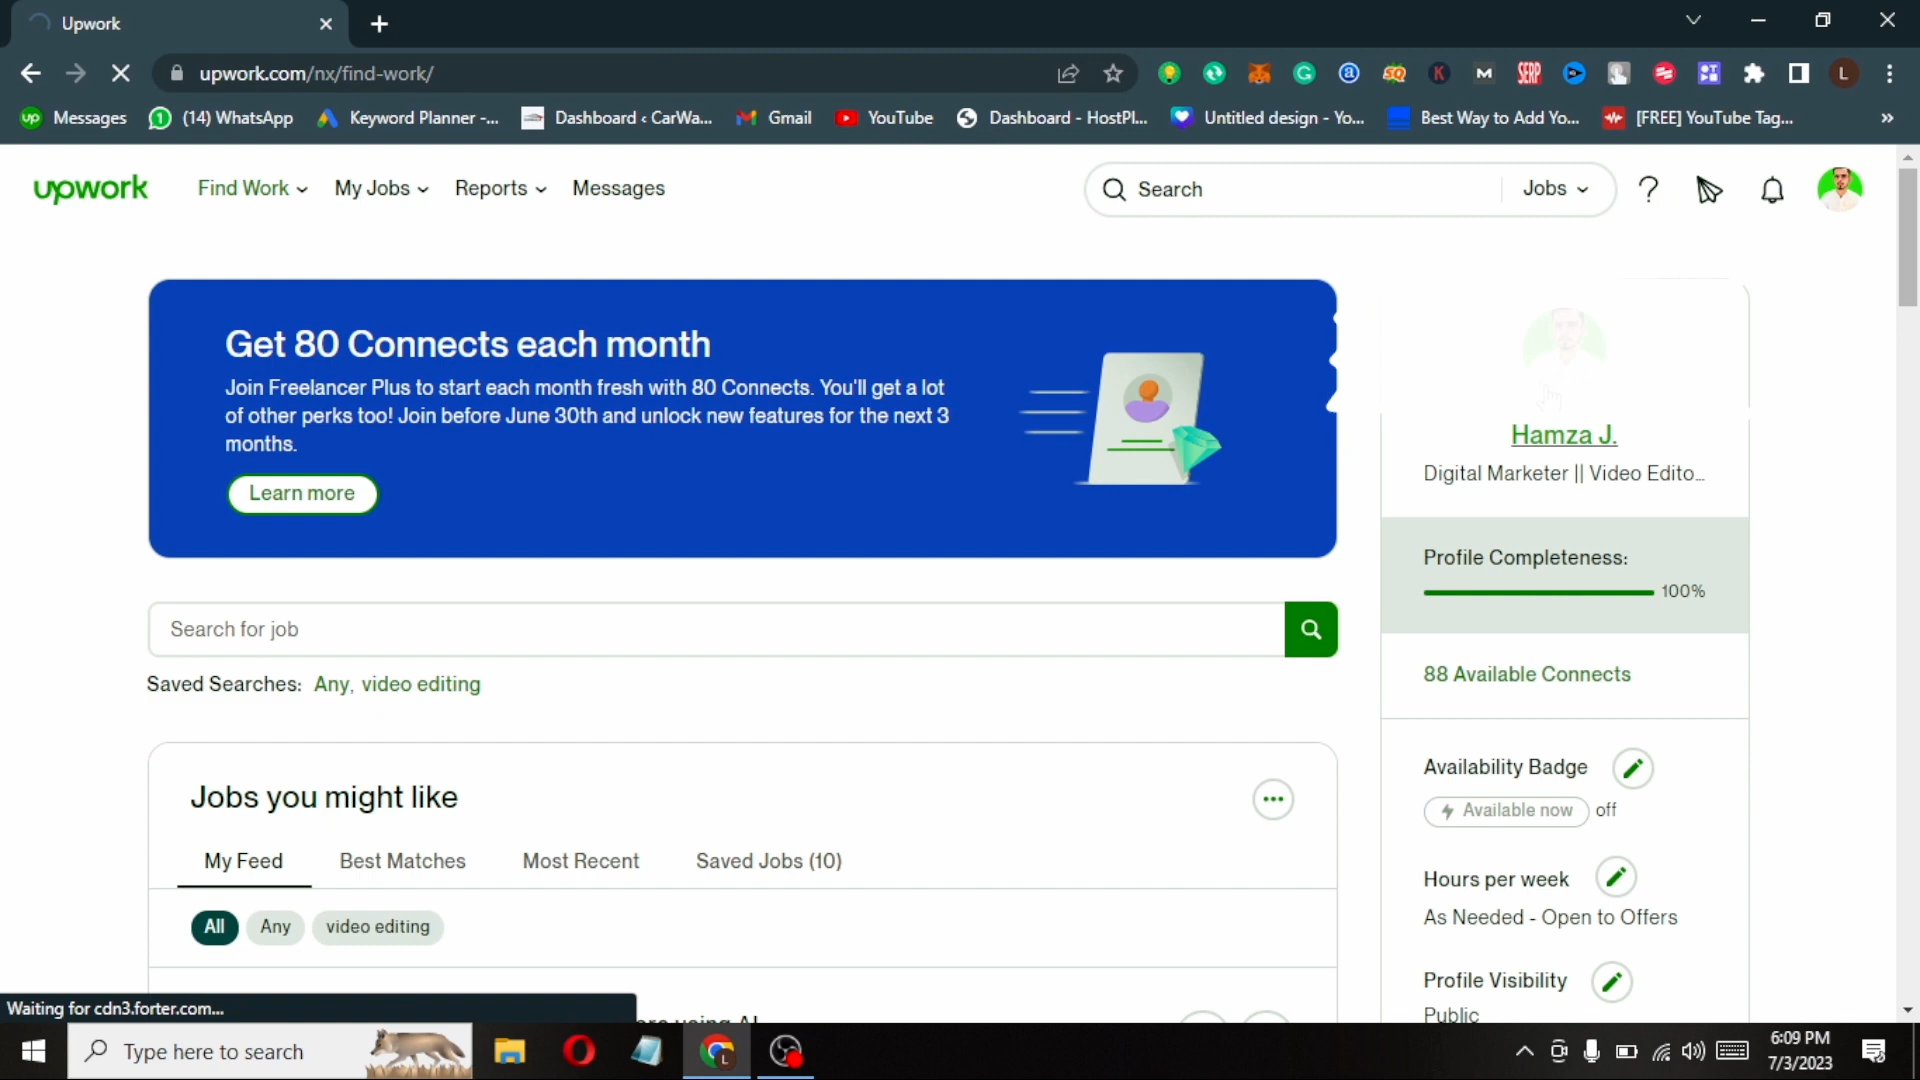 Upwork
upwork.com/nx/find-work/
SERP
L
Messages
(14) WhatsApp
Keyword Planner -...
Dashboard ‹ CarWa...
Gmail
YouTube
Dashboard - HostPl...
Untitled design - Yo...
Best Way to Add Yo...
[FREE] YouTube Tag...
upwork
Find Work
My Jobs
Reports
Messages
Search
Jobs
Get 80 Connects each month
Join Freelancer Plus to start each month fresh with 80 Connects. You'll get a lot
of other perks too! Join before June 30th and unlock new features for the next 3
months.
Learn more
Hamza J.
Digital Marketer || Video Edito...
Profile Completeness:
100%
Search for job
Saved Searches: Any, video editing
88 Available Connects
Jobs you might like
Availability Badge
Available now off
My Feed
Best Matches
Most Recent
Saved Jobs (10)
Hours per week
As Needed - Open to Offers
All
Any
video editing
Profile Visibility
Public
Waiting for cdn3.forter.com...
using AI
Type here to search
6:09 PM
7/3/2023